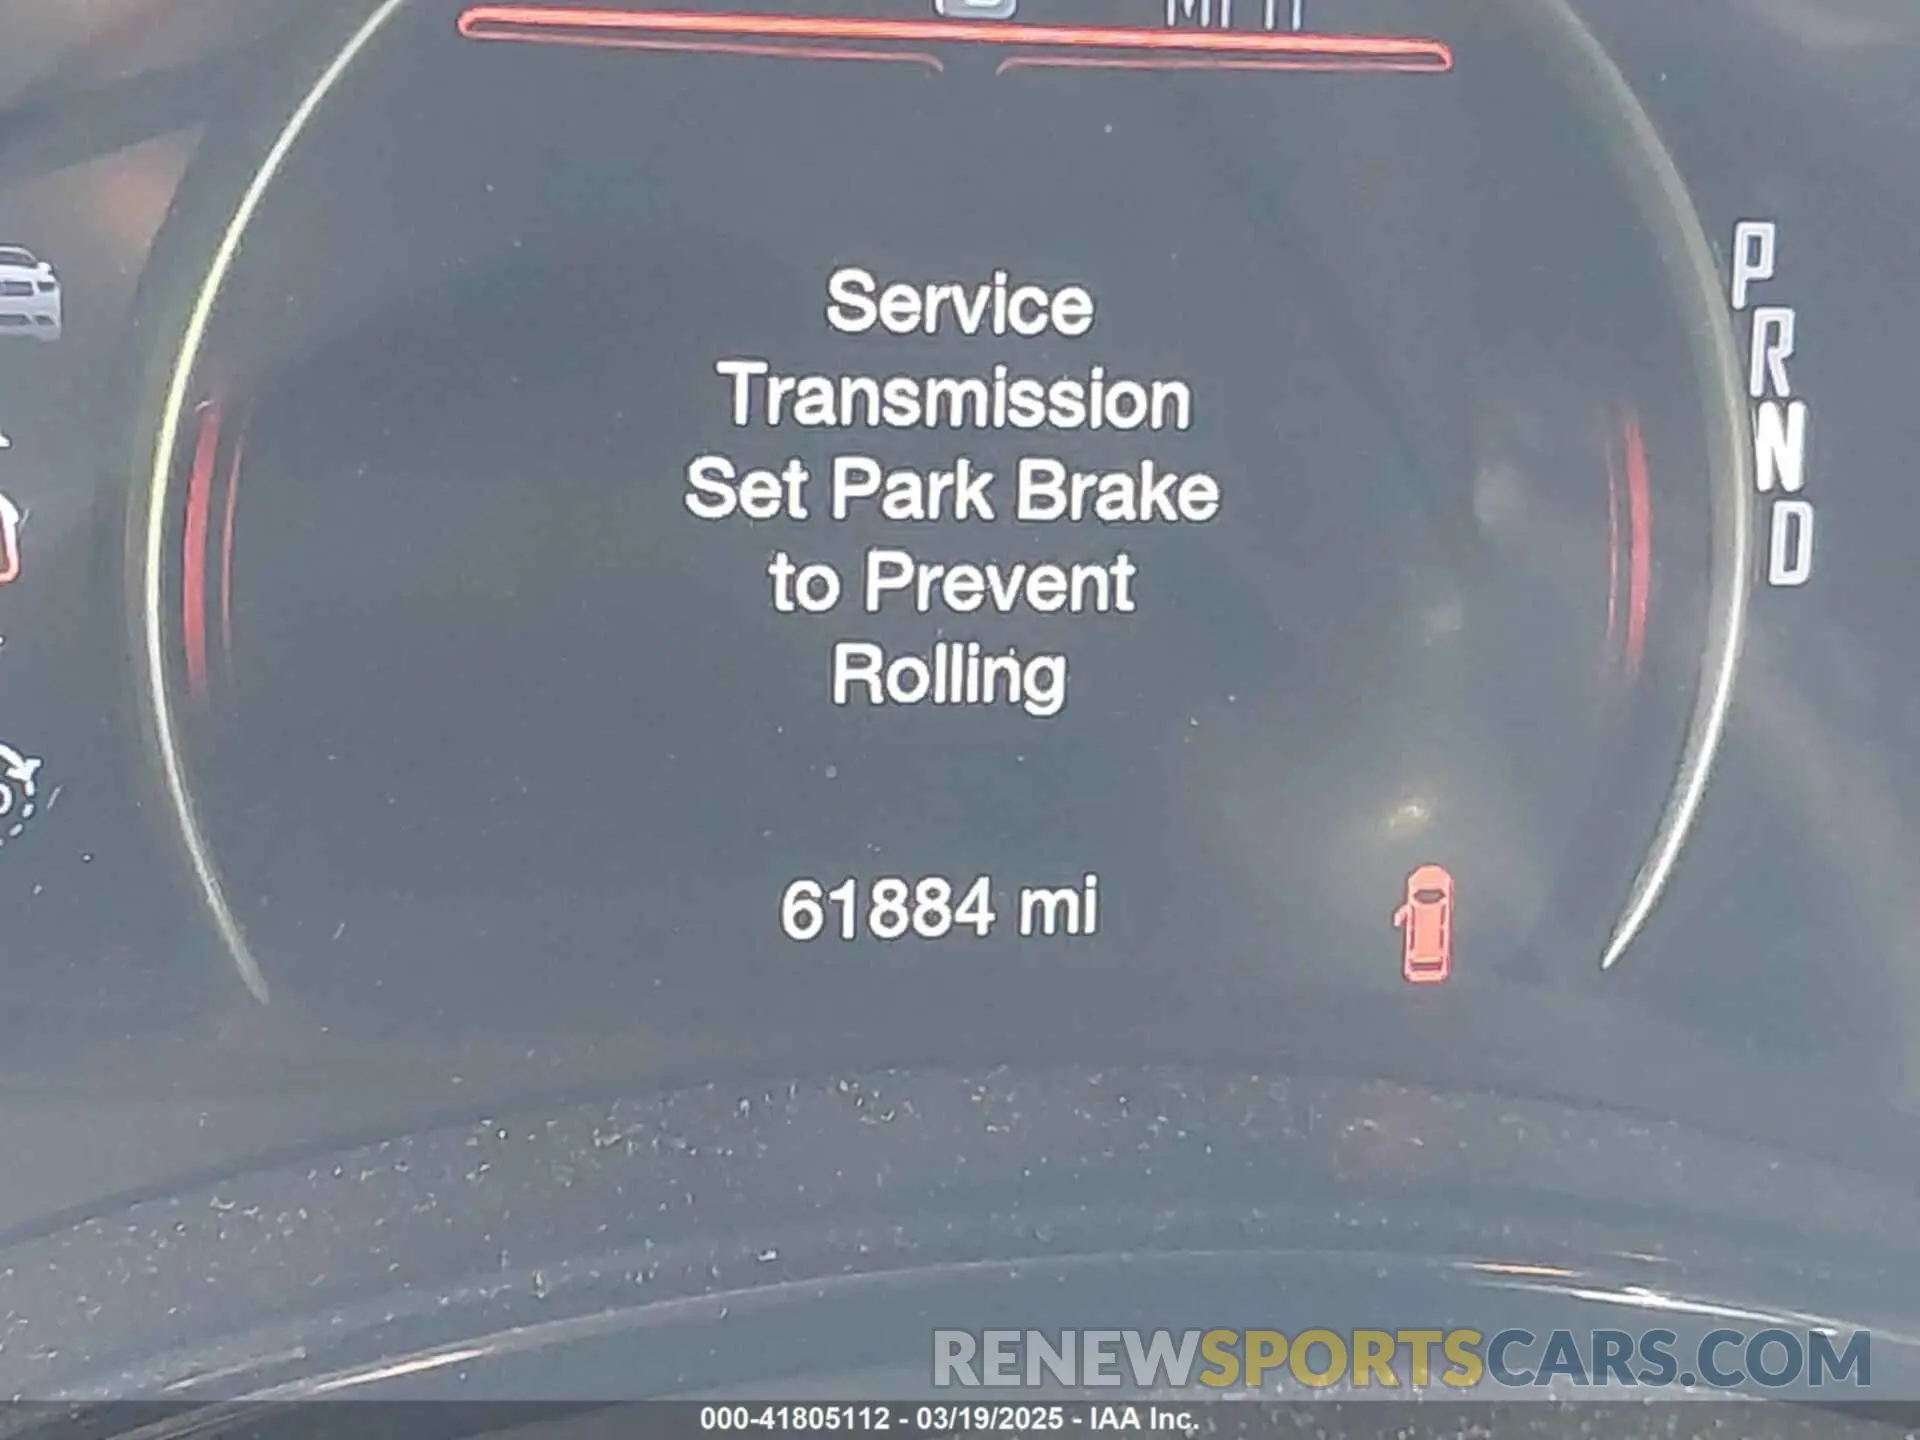 MPH
Service
Transmission
Set Park Brake
to Prevent
Rolling
P
R
N
D
61884 mi
RENEWSPORTSCARS.COM
000-41805112 - 03/19/2025 - IAA Inc.